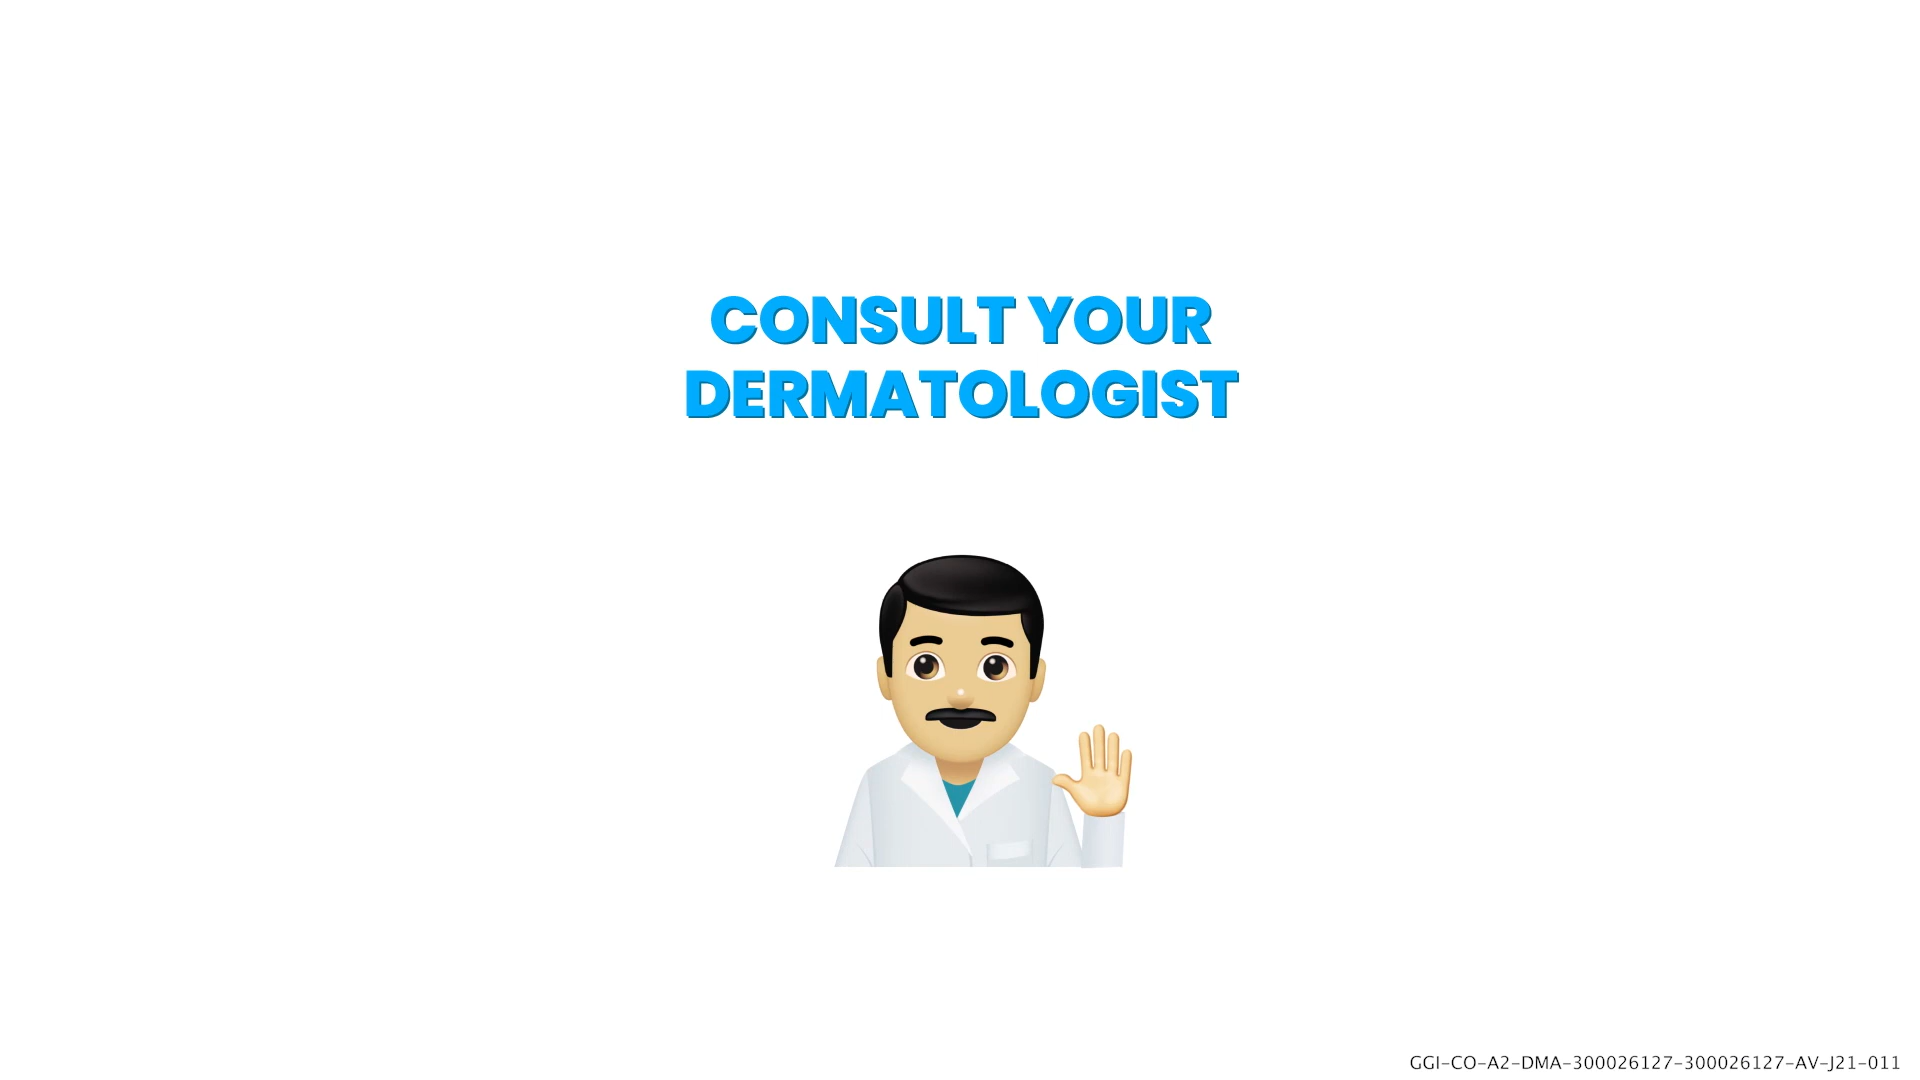 CONSULT YOUR
DERMATOLOGIST
GGI-CO-A2-DMA-300026127-300026127-AV-J21-011